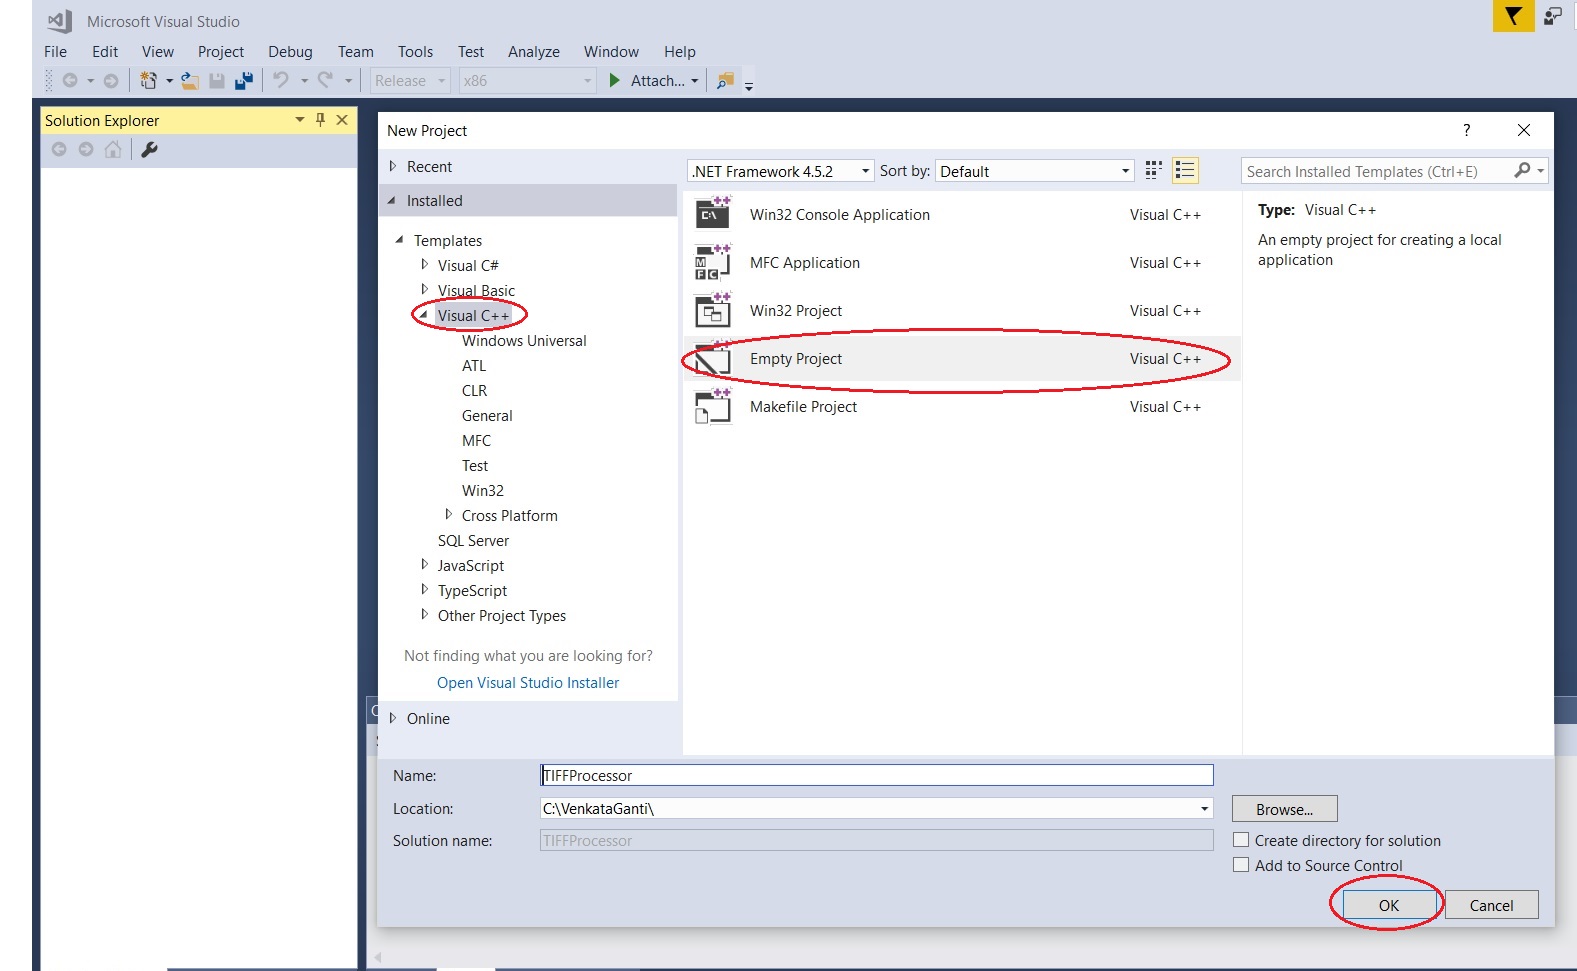 Microsoft Visual Studio
File Edit View Project Debug Team Tools Test Analyze Window Help
Release x86 Attach...
Solution Explorer
New Project ?
Recent
.NET Framework 4.5.2 Sort by: Default Search Installed Templates (Ctrl+E)
Installed
Templates
Visual C#
Visual Basic
Visual C++
Windows Universal
ATL
CLR
General
MFC
Test
Win32
Cross Platform
SQL Server
JavaScript
TypeScript
Other Project Types
Not finding what you are looking for?
Open Visual Studio Installer
Online
C:\ Win32 Console Application Visual C++
MFC MFC Application Visual C++
Win32 Project Visual C++
Empty Project Visual C++
Makefile Project Visual C++
Type: Visual C++
An empty project for creating a local
application
Name: TIFFProcessor
Location: C:\VenkataGanti\ Browse...
Solution name: TIFFProcessor
Create directory for solution
Add to Source Control
OK Cancel